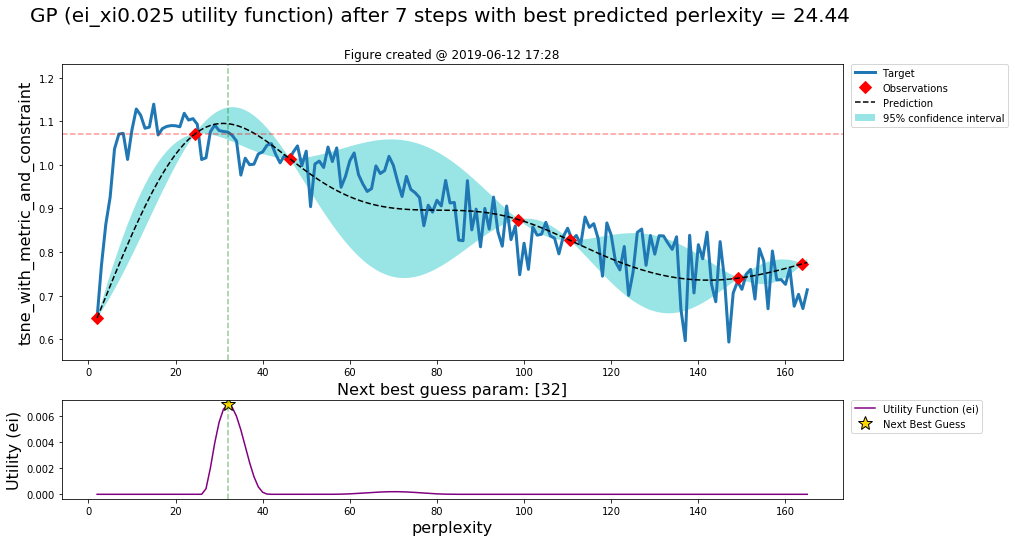 GP (ei_xi0.025 utility function) after 7 steps with best predicted perlexity = 24.44
Figure created @ 2019-06-12 17:28
tsne_with_metric_and_constraint
1.2
1.1
1.0
0.9
0.8
0.7
0.6
0 20 40 60 80 100 120 140 160
Target
Observations
Prediction
95% confidence interval
Next best guess param: [32]
Utility (ei)
0.006
0.004
0.002
0.000
0 20 40 60 80 100 120 140 160
perplexity
Utility Function (ei)
Next Best Guess